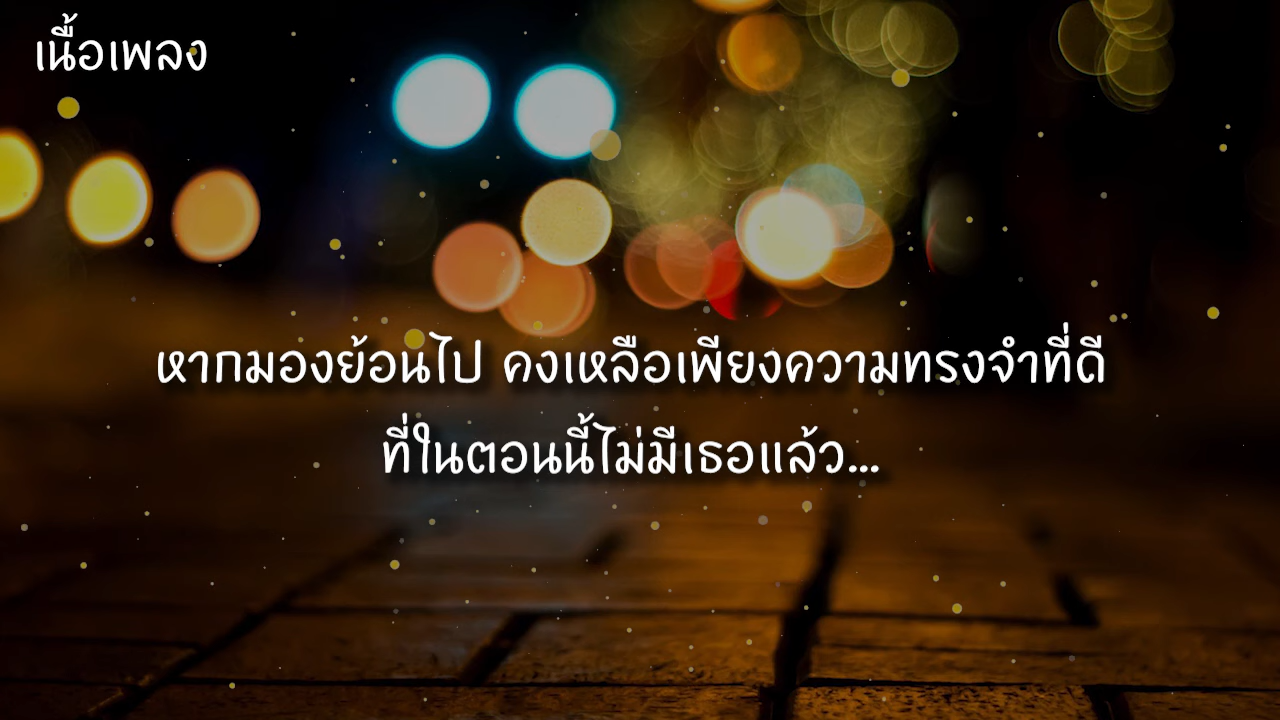 เนื้อเพลง
หากมองย้อนไป คงเหลือเพียงความทรงจำที่ดี
ที่ในตอนนี้ไม่มีเธอแล้ว...